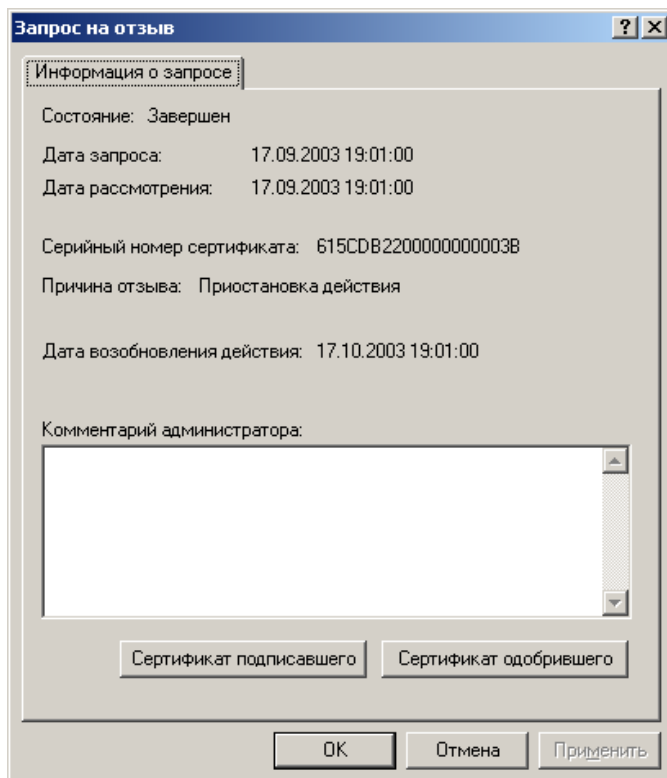 Запрос на отзыв
Информация о запросе
Состояние: Завершен
Дата запроса: 17.09.2003 19:01:00
Дата рассмотрения: 17.09.2003 19:01:00
Серийный номер сертификата: 615CDB2200000000003B
Причина отзыва: Приостановка действия
Дата возобновления действия: 17.10.2003 19:01:00
Комментарий администратора:
Сертификат подписавшего Сертификат одобрившего
OK Отмена Применить